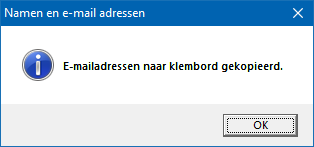 Namen en e-mail adressen
E-mailadressen naar klembord gekopieerd.
OK